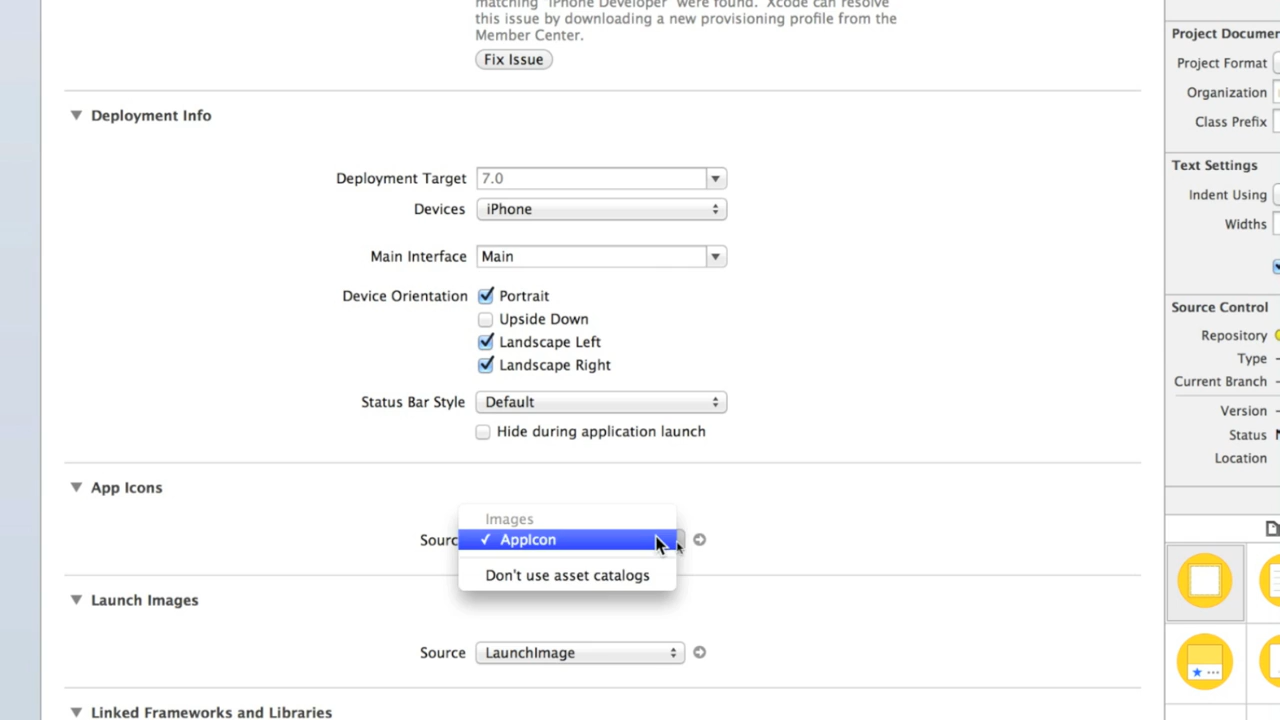 matching "iPhone Developer" were found. Xcode can resolve
this issue by downloading a new provisioning profile from the
Member Center.
Fix Issue
Deployment Info
Deployment Target 7.0
Devices iPhone
Main Interface Main
Device Orientation Portrait
Upside Down
Landscape Left
Landscape Right
Status Bar Style Default
Hide during application launch
App Icons
Images
Sourc AppIcon
Don't use asset catalogs
Launch Images
Source LaunchImage
Linked Frameworks and Libraries
Project Documen
Project Format
Organization
Class Prefix
Text Settings
Indent Using
Widths
Source Control
Repository
Type
Current Branch
Version
Status
Location